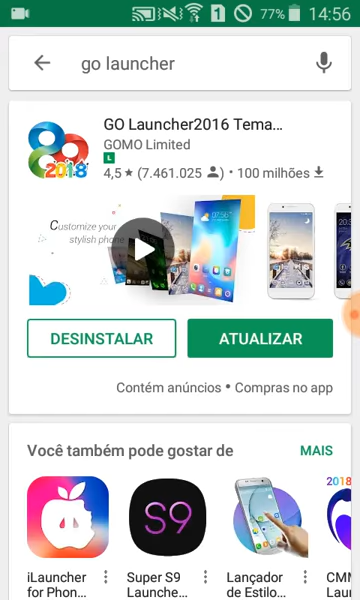 1
77%
14:56
go launcher
GO Launcher2016 Tema...
GOMO Limited
L
4,5 ★ (7.461.025) • 100 milhões
2018
Customize your
stylish phone
DESINSTALAR
ATUALIZAR
Contém anúncios • Compras no app
Você também pode gostar de
MAIS
S9
2018
iLauncher
for Phon...
Super S9
Launche...
Lançador
de Estilo...
CMM
Laun